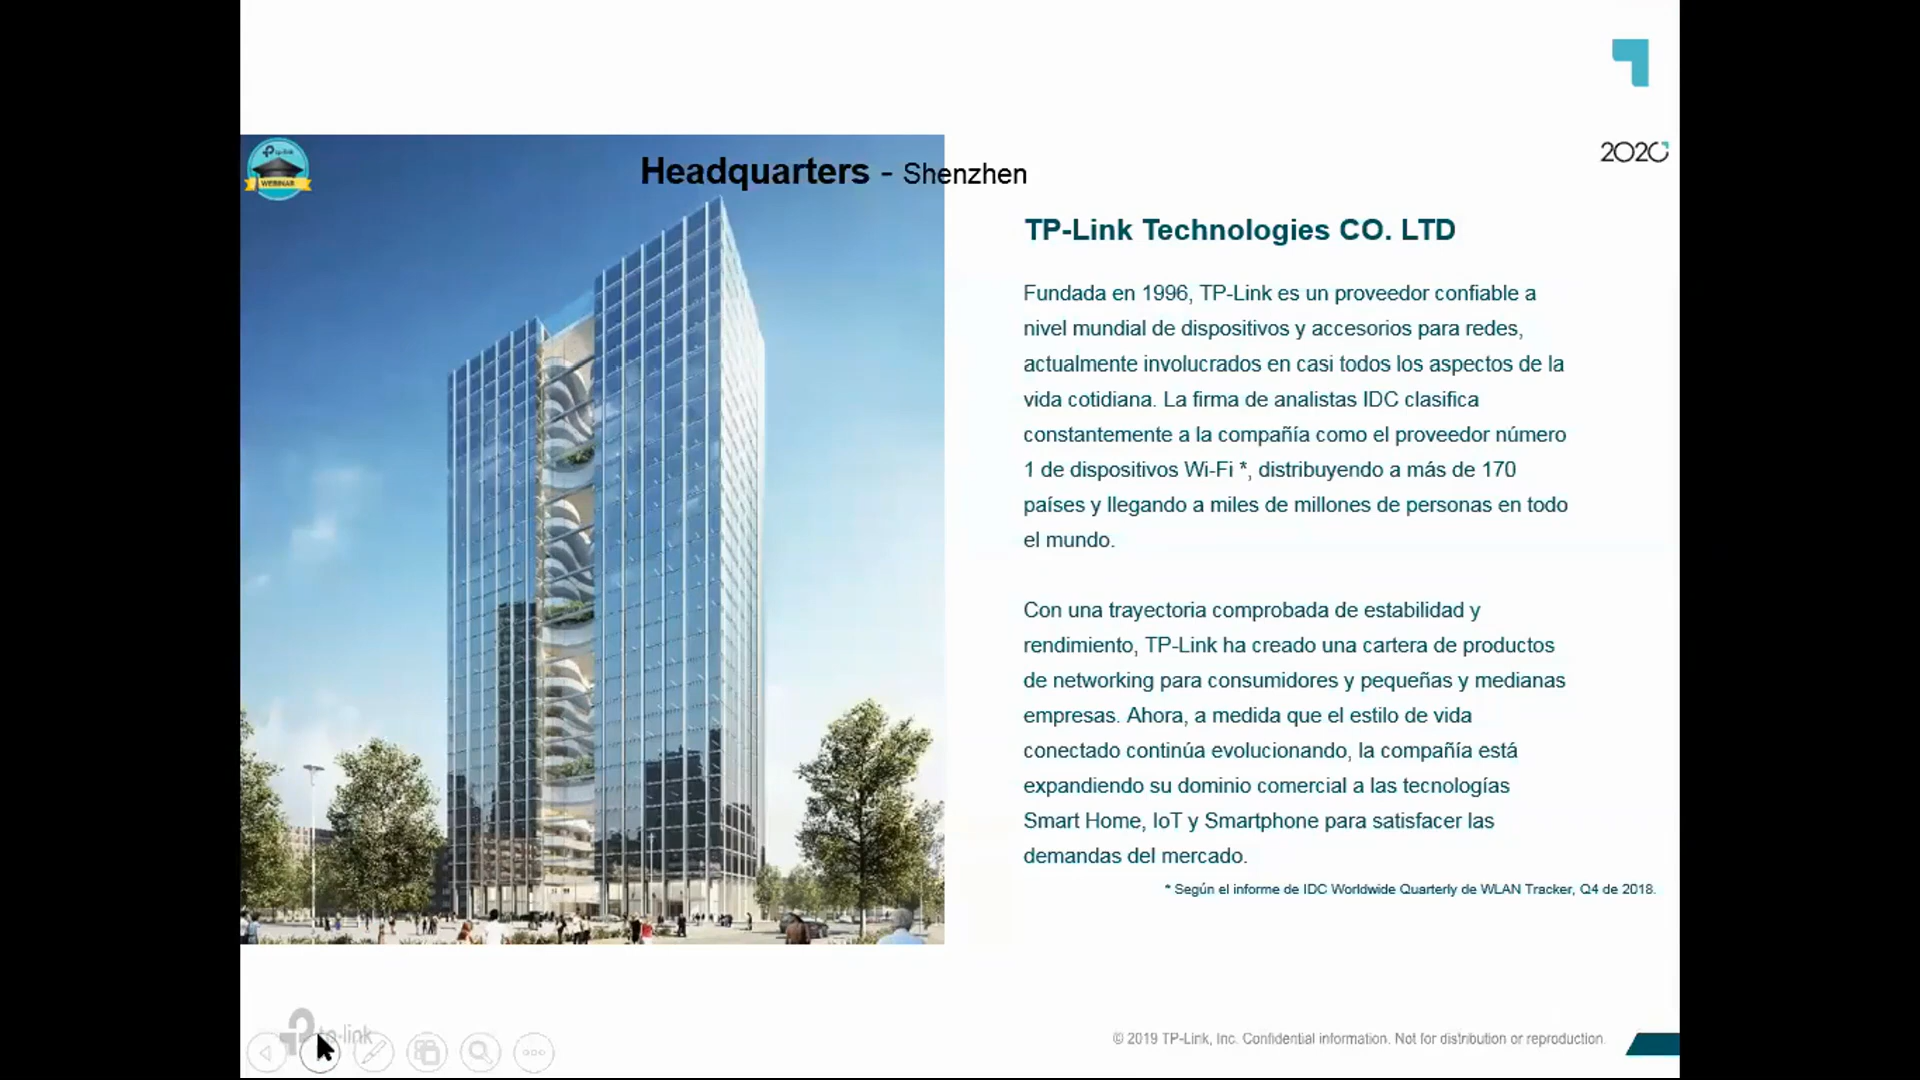 tp-link
WEBINAR
Headquarters - Shenzhen
2020
TP-Link Technologies CO. LTD
Fundada en 1996, TP-Link es un proveedor confiable a
nivel mundial de dispositivos y accesorios para redes,
actualmente involucrados en casi todos los aspectos de la
vida cotidiana. La firma de analistas IDC clasifica
constantemente a la compañía como el proveedor número
1 de dispositivos Wi-Fi *, distribuyendo a más de 170
países y llegando a miles de millones de personas en todo
el mundo.
Con una trayectoria comprobada de estabilidad y
rendimiento, TP-Link ha creado una cartera de productos
de networking para consumidores y pequeñas y medianas
empresas. Ahora, a medida que el estilo de vida
conectado continúa evolucionando, la compañía está
expandiendo su dominio comercial a las tecnologías
Smart Home, IoT y Smartphone para satisfacer las
demandas del mercado.
* Según el informe de IDC Worldwide Quarterly de WLAN Tracker, Q4 de 2018.
tp-link
© 2019 TP-Link, Inc. Confidential information. Not for distribution or reproduction.